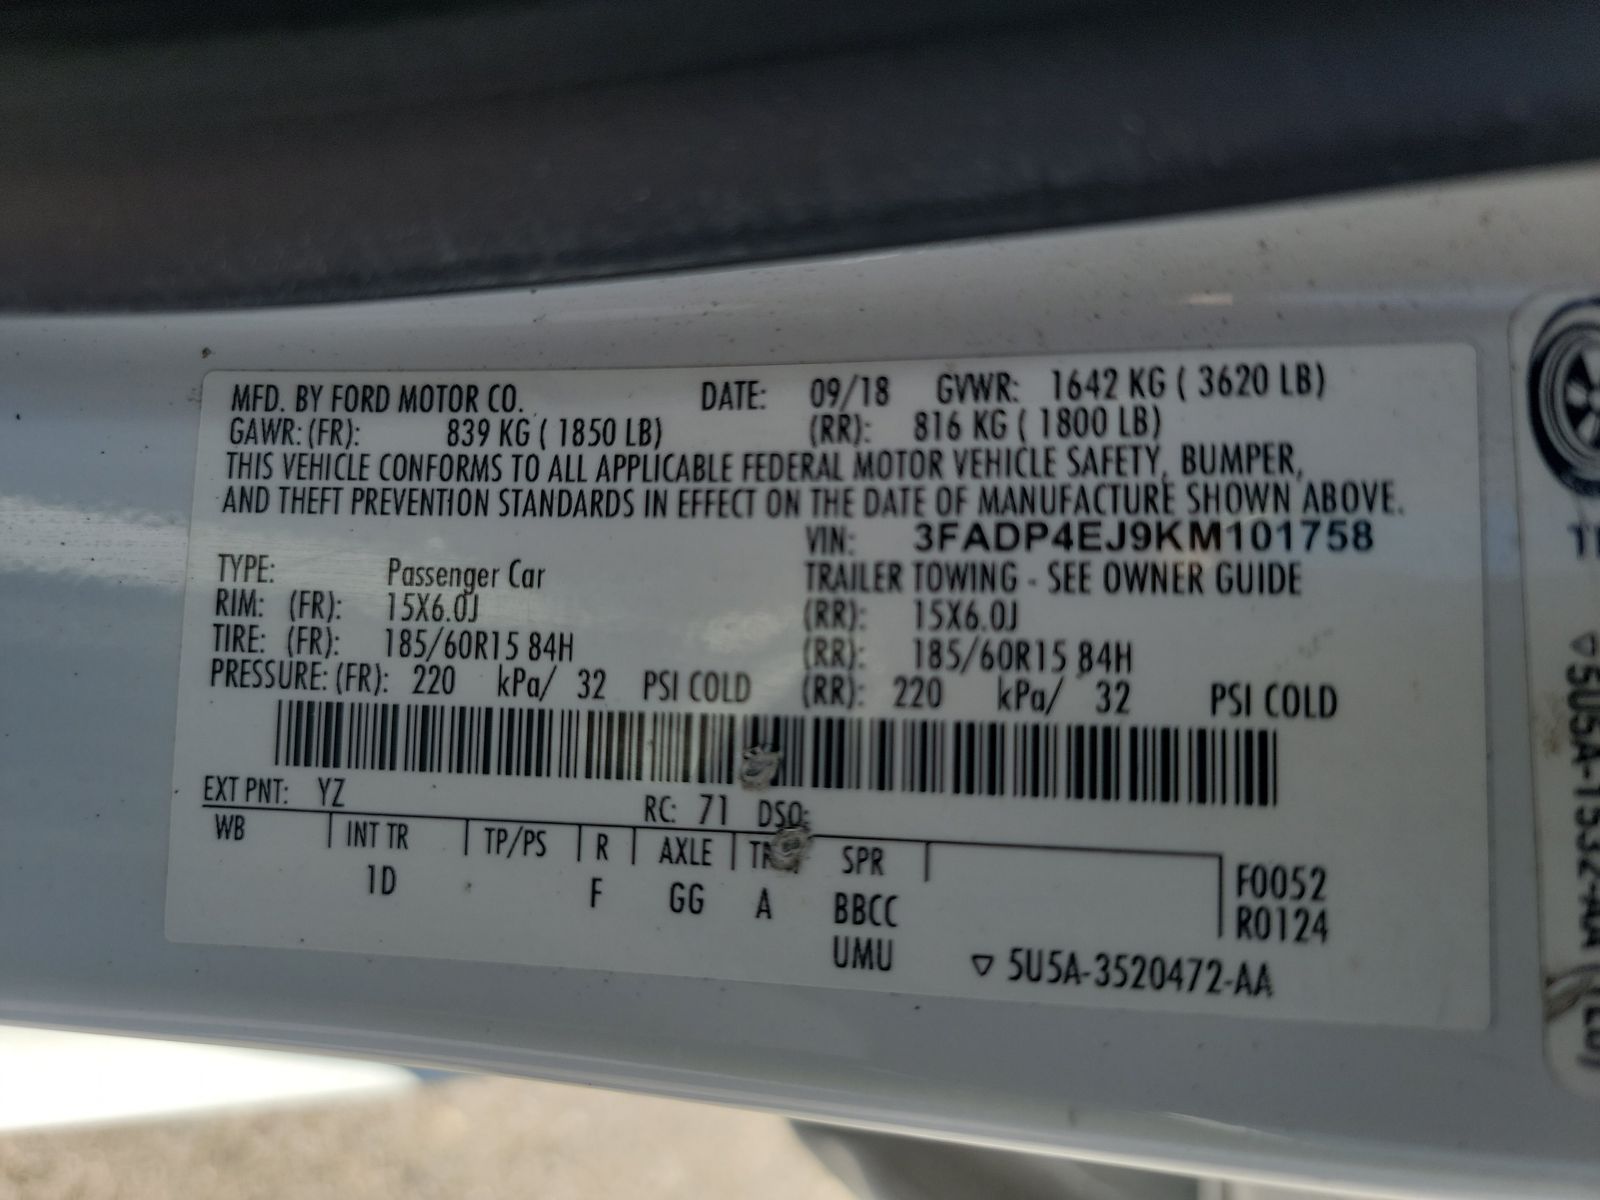 MFD. BY FORD MOTOR CO. DATE: 09/18 GVWR: 1642 KG ( 3620 LB)
GAWR: (FR): 839 KG ( 1850 LB) (RR): 816 KG ( 1800 LB)
THIS VEHICLE CONFORMS TO ALL APPLICABLE FEDERAL MOTOR VEHICLE SAFETY, BUMPER,
AND THEFT PREVENTION STANDARDS IN EFFECT ON THE DATE OF MANUFACTURE SHOWN ABOVE.
VIN: 3FADP4EJ9KM101758
TYPE: Passenger Car TRAILER TOWING - SEE OWNER GUIDE
RIM: (FR): 15X6.0J (RR): 15X6.0J
TIRE: (FR): 185/60R15 84H (RR): 185/60R15 84H
PRESSURE: (FR): 220 kPa/ 32 PSI COLD (RR): 220 kPa/ 32 PSI COLD
EXT PNT: YZ RC: 71 DSO:
WB INT TR TP/PS R AXLE SPR
1D F GG A BBCC
UMU
F0052
R0124
▽ 5U5A-3520472-AA
▽5U5A-1532-AA